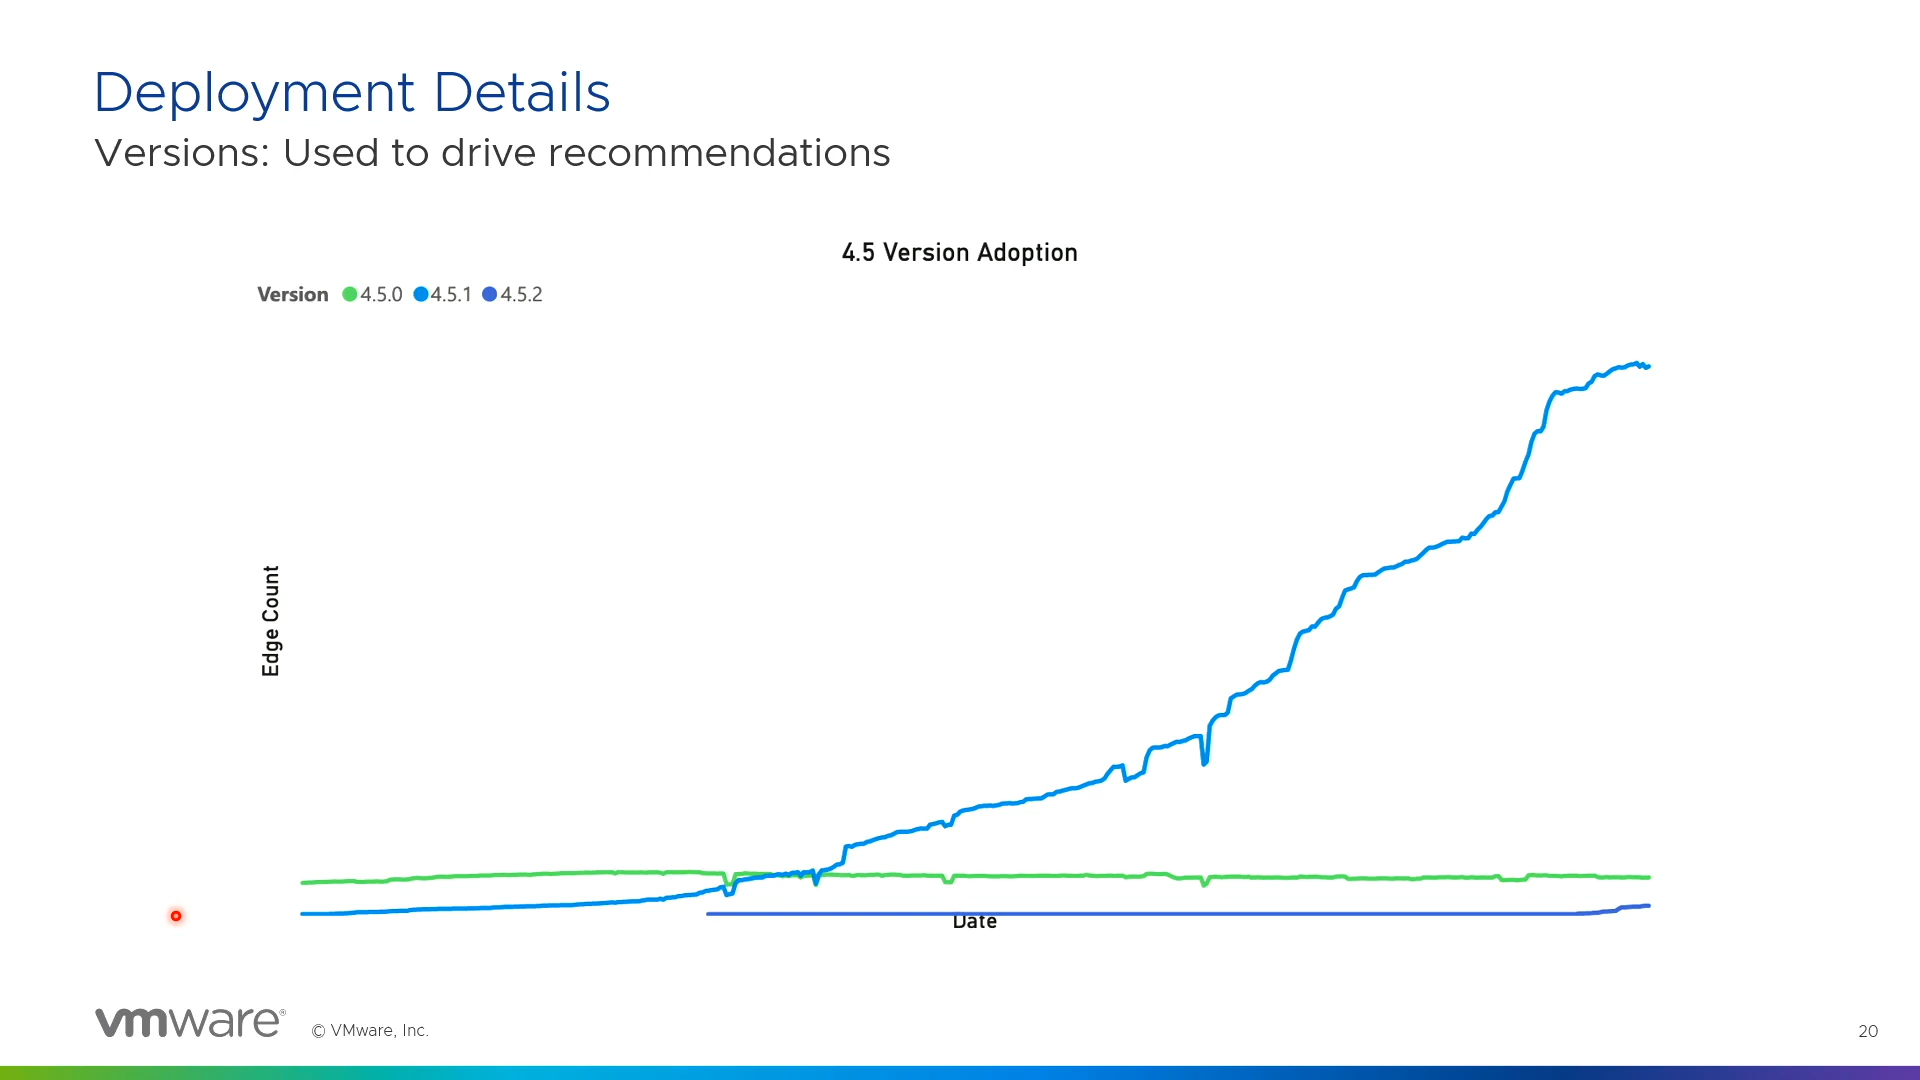 Deployment Details
Versions: Used to drive recommendations
4.5 Version Adoption
Version 4.5.0 4.5.1 4.5.2
Edge Count
Date
vmware® © VMware, Inc.
20